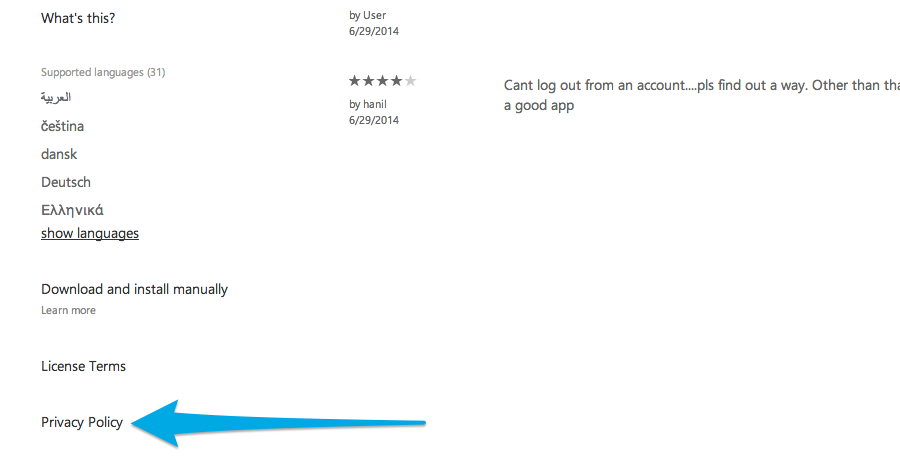 What's this?
Supported languages (31)
العربية
čeština
dansk
Deutsch
Ελληνικά
show languages
Download and install manually
Learn more
License Terms
Privacy Policy
by User
6/29/2014
by hanil
6/29/2014
Cant log out from an account....pls find out a way. Other than tha
a good app